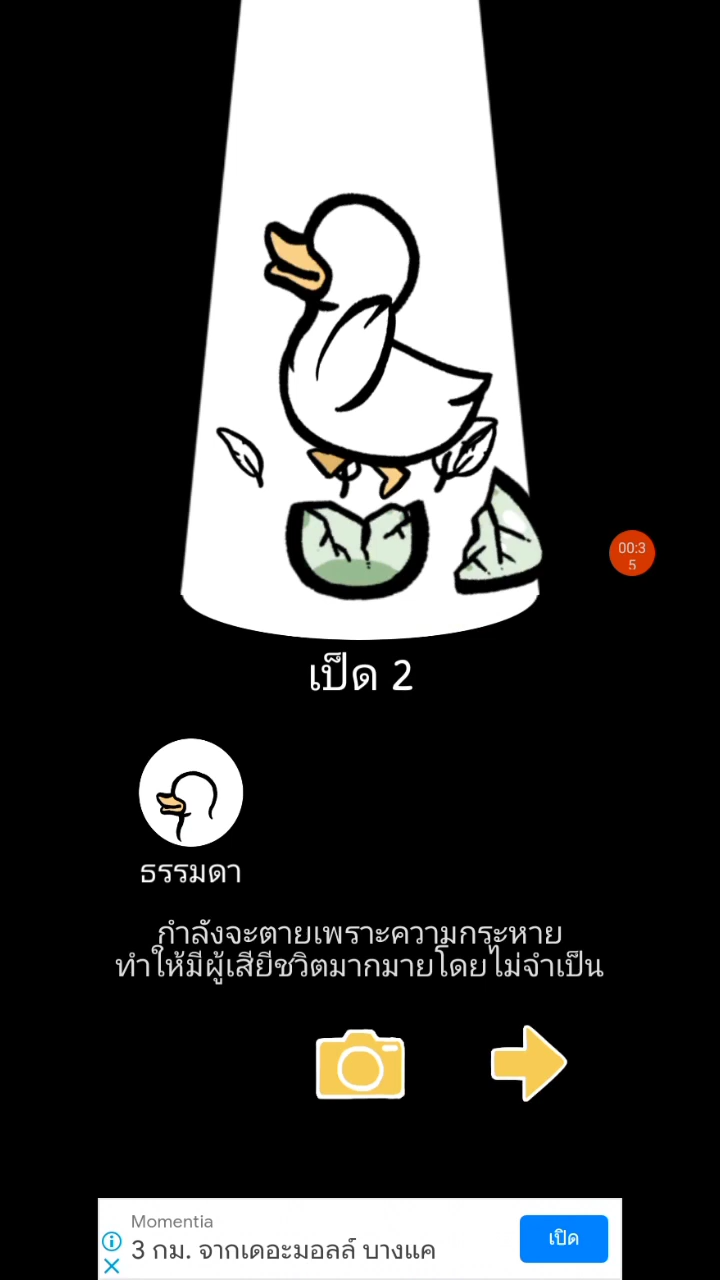 00:3
5
เป็ด 2
ธรรมดา
กำลังจะตายเพราะความกระหาย
ทำให้มีผู้เสียีชวิตมากมายโดยไม่จำเป็น
Momentia
3 กม. จากเดอะมอลล์ บางแค
เปิด